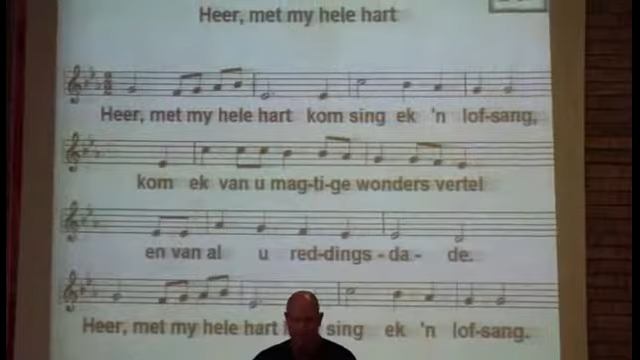 Heer, met my hele hart
Heer, met my hele hart kom sing ek 'n lof-sang,
kom ek van u mag-ti-ge wonders vertel
en van al u red-dings-da-de.
Heer, met my hele hart sing ek 'n lof-sang.